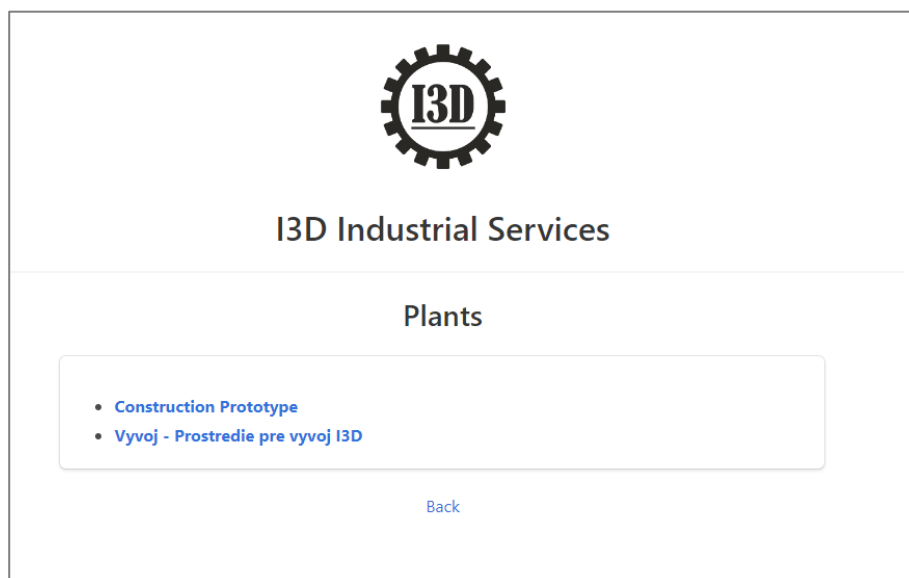 I3D
I3D Industrial Services
Plants
Construction Prototype
Vyvoj - Prostredie pre vyvoj I3D
Back